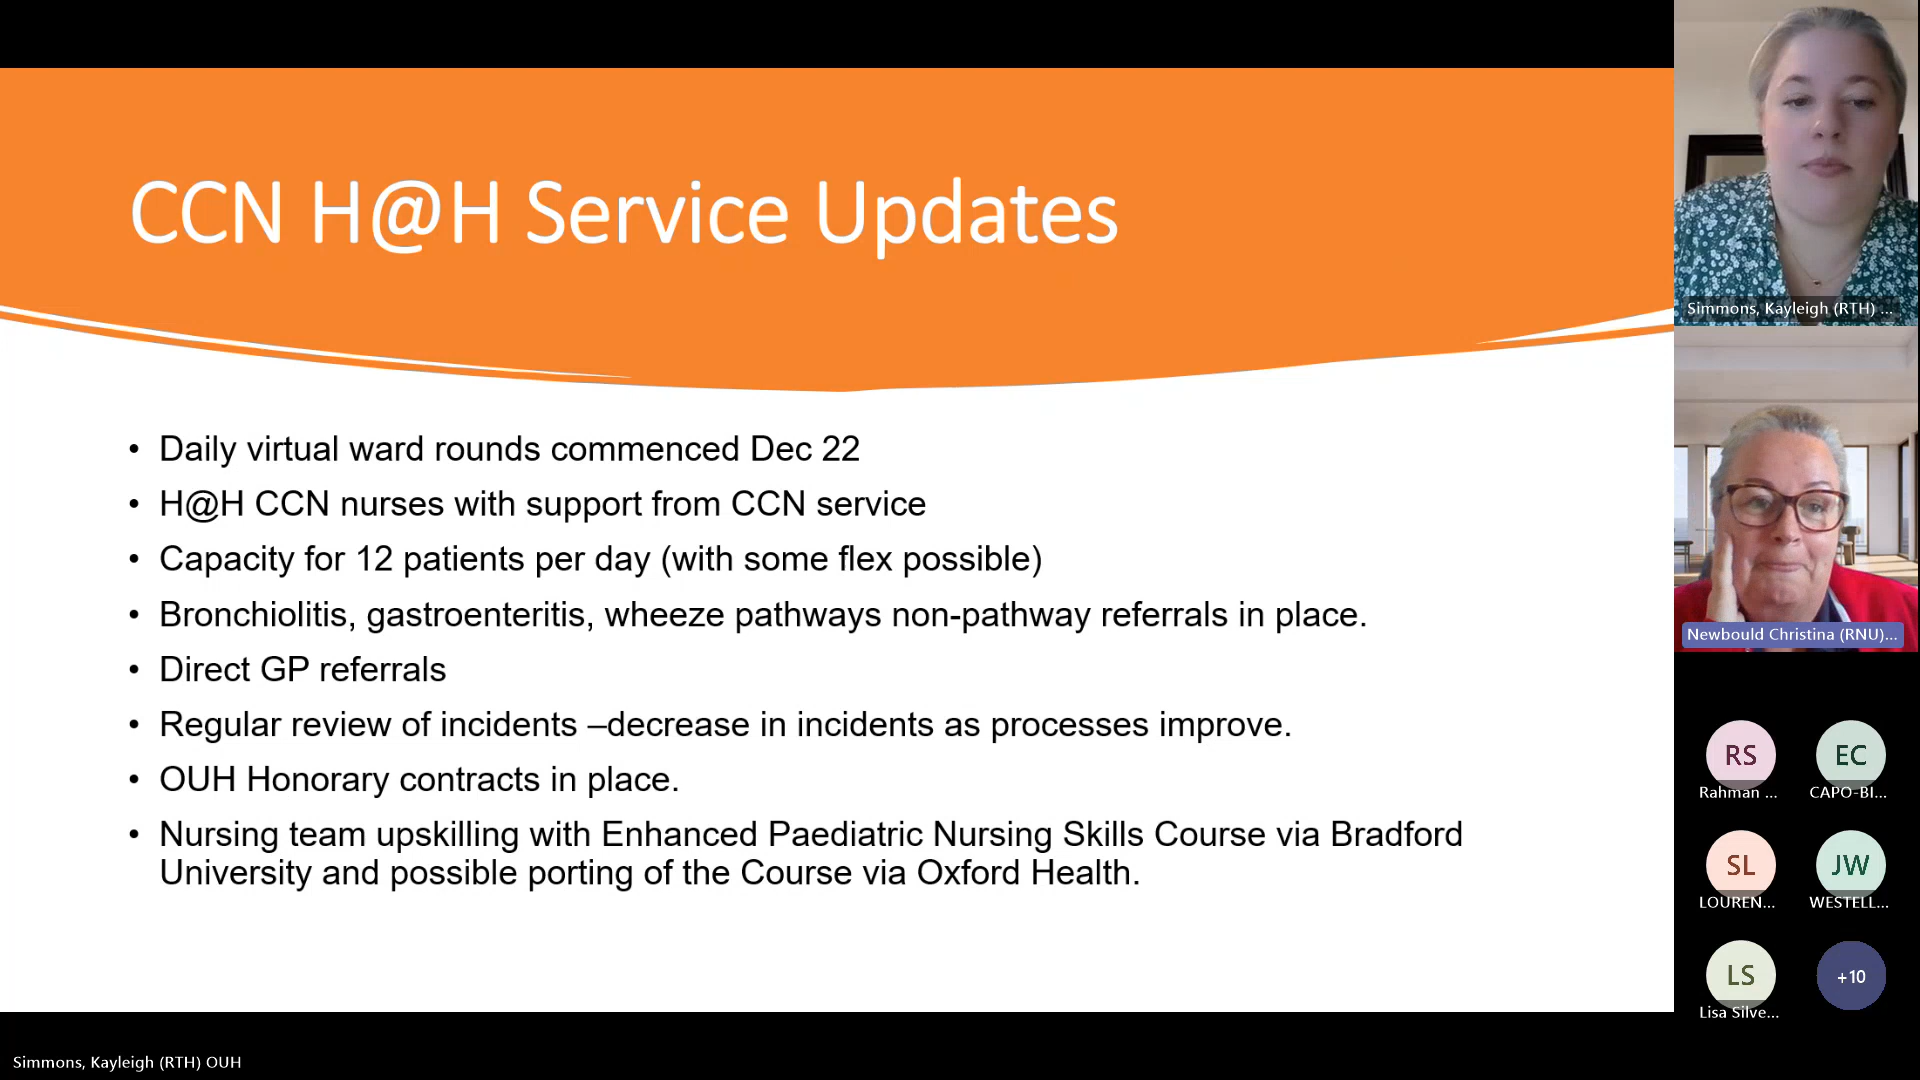 CCN H@H Service Updates
• Daily virtual ward rounds commenced Dec 22
• H@H CCN nurses with support from CCN service
• Capacity for 12 patients per day (with some flex possible)
• Bronchiolitis, gastroenteritis, wheeze pathways non-pathway referrals in place.
• Direct GP referrals
• Regular review of incidents –decrease in incidents as processes improve.
• OUH Honorary contracts in place.
• Nursing team upskilling with Enhanced Paediatric Nursing Skills Course via Bradford
University and possible porting of the Course via Oxford Health.
Simmons, Kayleigh (RTH) ...
Newbould Christina (RNU)...
RS
Rahman ...
EC
CAPO-BI...
SL
LOUREN...
JW
WESTELL...
LS
Lisa Silve...
+10
Simmons, Kayleigh (RTH) OUH